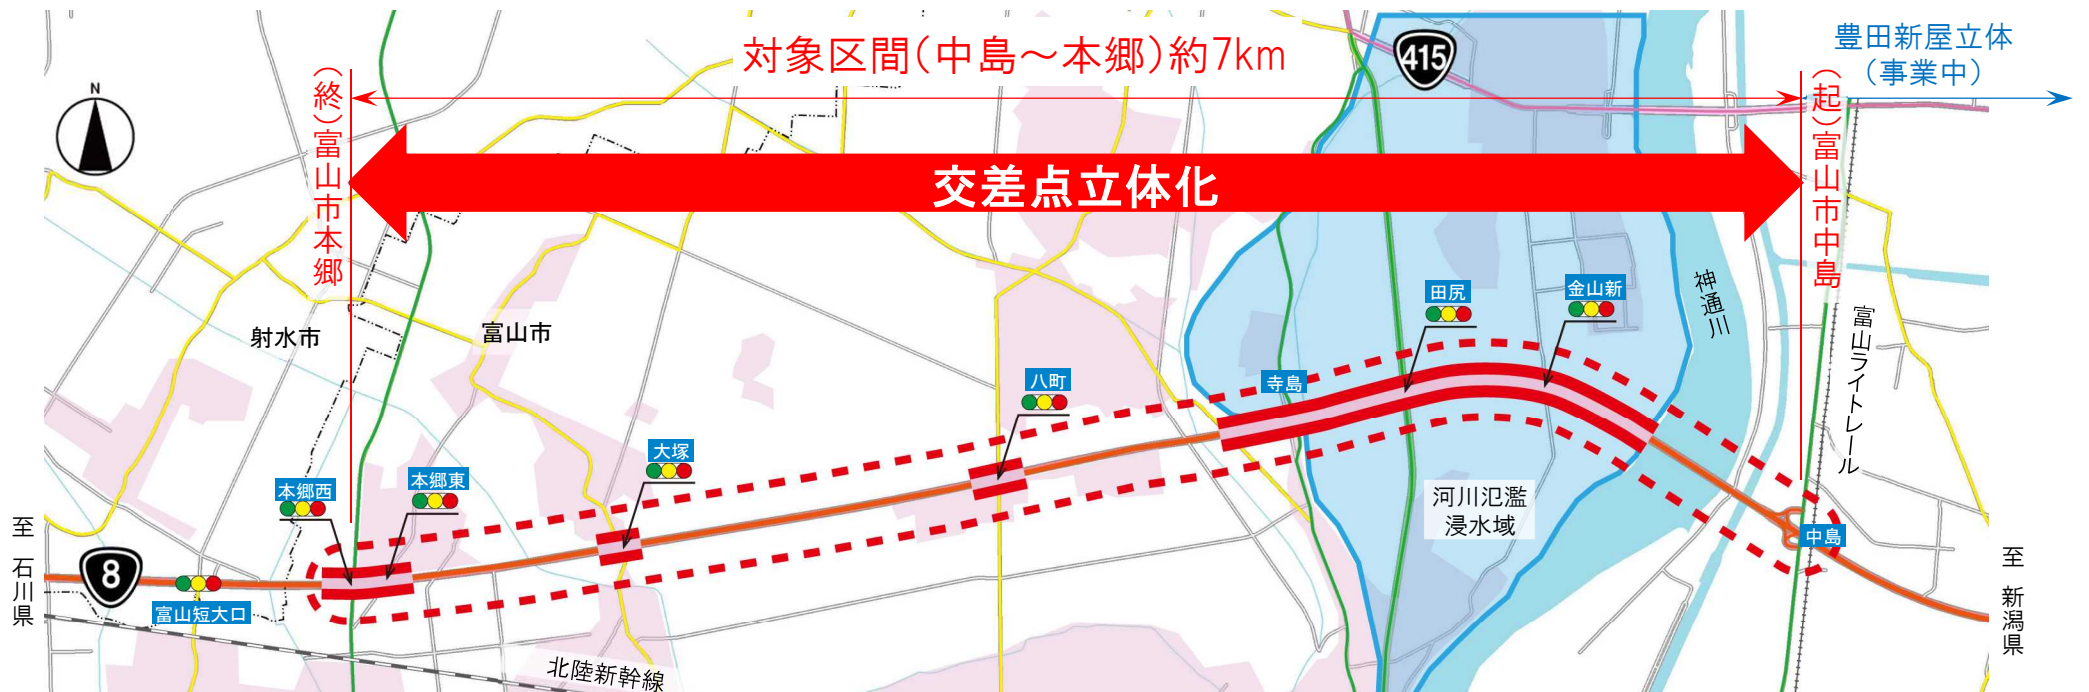 対象区間(中島～本郷)約7km
415
豊田新屋立体
(事業中)
N
(終)富山市本郷
(起)富山市中島
交差点立体化
射水市
富山市
田尻
金山新
神通川
富山ライトレール
八町
寺島
大塚
本郷東
本郷西
河川氾濫
浸水域
中島
至 石川県
8
富山短大口
至 新潟県
北陸新幹線